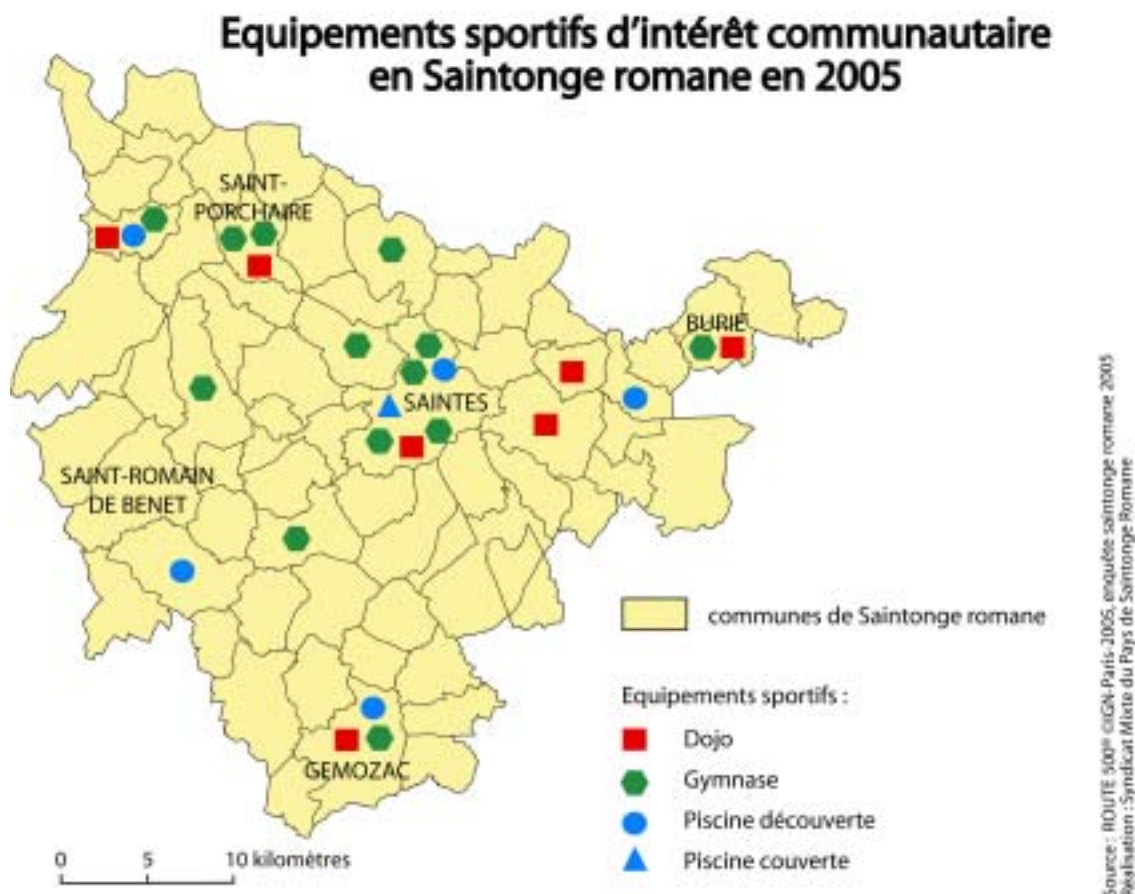 Equipements sportifs d'intérêt communautaire
en Saintonge romane en 2005
SAINT-
PORCHAIRE
BURIE
SAINTES
SAINT-ROMAIN
DE BENET
GEMOZAC
communes de Saintonge romane
Equipements sportifs :
Dojo
Gymnase
Piscine découverte
Piscine couverte
0 5 10 kilomètres
Source : ROUTE 500 Paris-2005, enquête saintonge romane 2005
Réalisation : Syndicat Mixte du Pays de Saintonge Romane